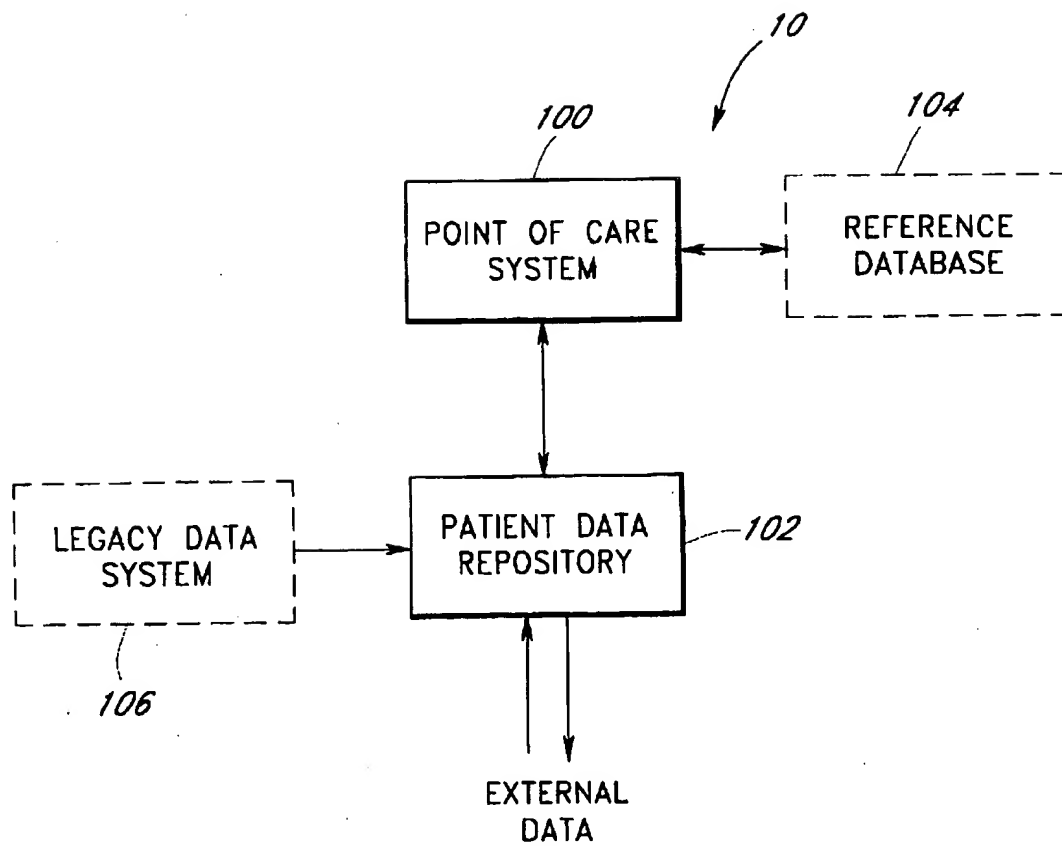 10
100
104
POINT OF CARE
SYSTEM
REFERENCE
DATABASE
LEGACY DATA
SYSTEM
PATIENT DATA
REPOSITORY
102
106
EXTERNAL
DATA